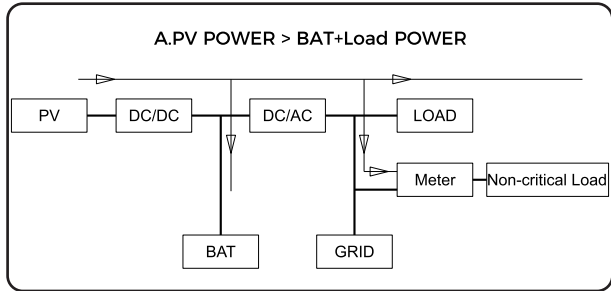 A.PV POWER > BAT+Load POWER
PV
DC/DC
DC/AC
LOAD
Meter
Non-critical Load
BAT
GRID